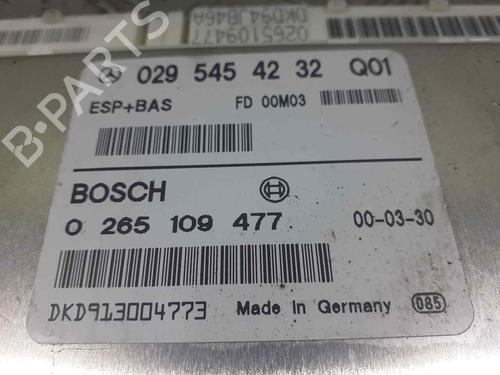 DKD94JB46A
0265109477
029 545 42 32 Q01
ESP+BAS FD 00M03
BOSCH
0 265 109 477 00-03-30
DKD913004773 Made in Germany 085
B-PARTS